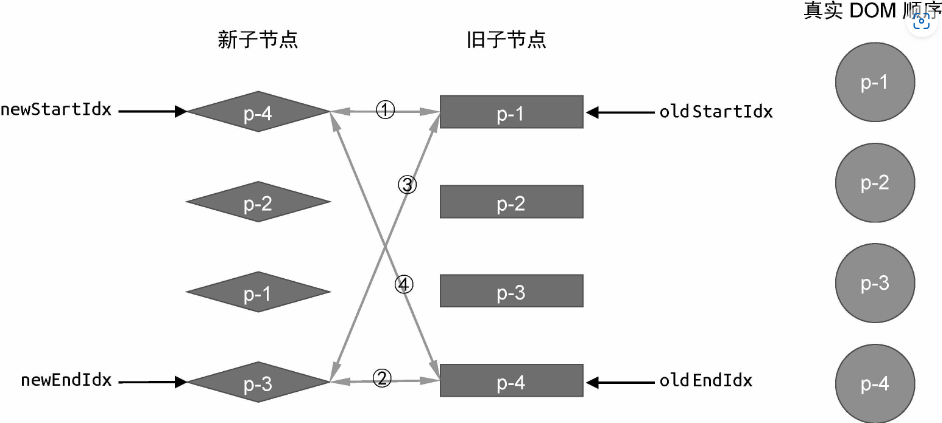 真实 DOM 顺序
新子节点 旧子节点
newStartIdx p-4 ① p-1 oldStartIdx p-1
③
p-2 p-2 p-2
④
p-1 p-3 p-3
newEndIdx p-3 ② p-4 oldEndIdx p-4